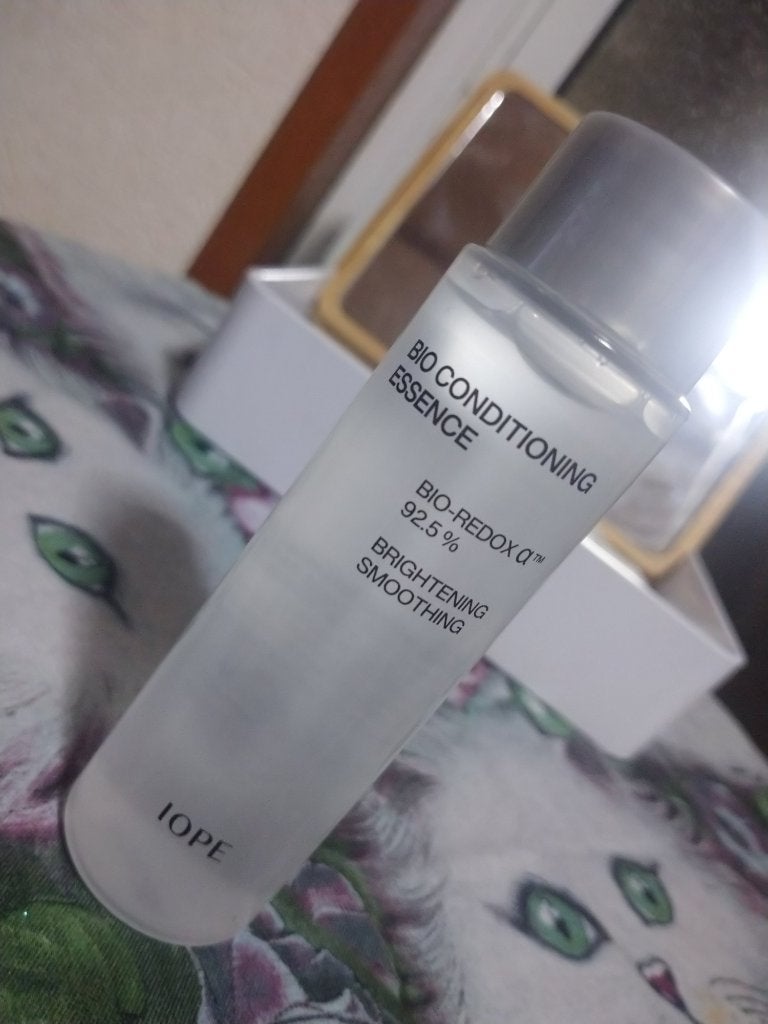 BIO CONDITIONING
ESSENCE
BIO-REDOX α™
92.5 %
BRIGHTENING
SMOOTHING
IOPE